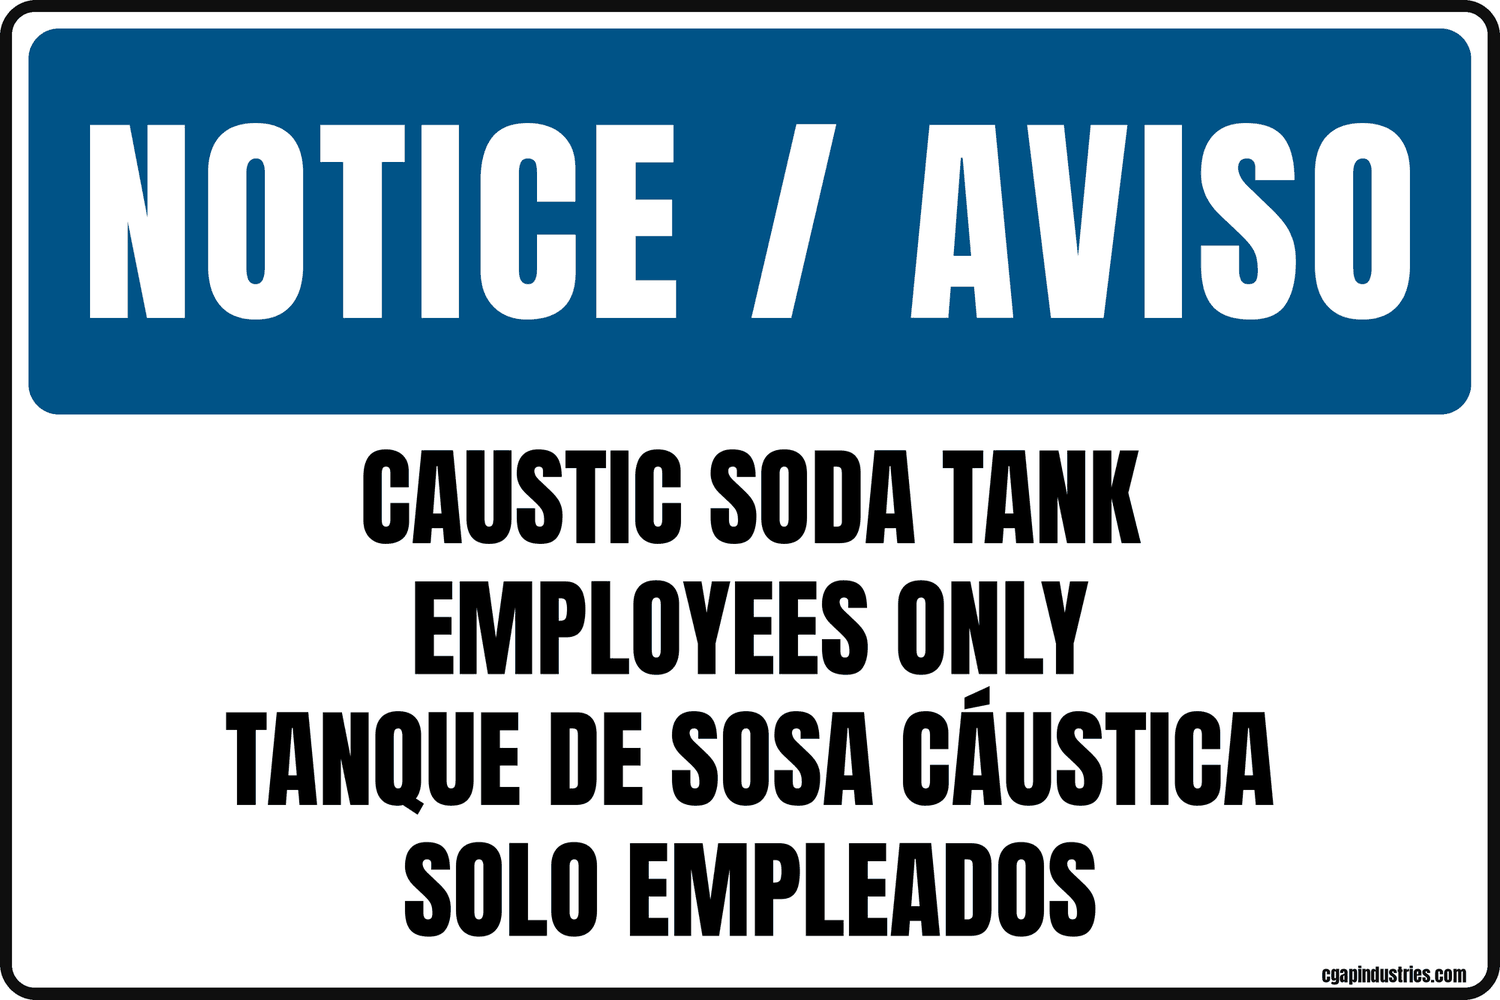 NOTICE / AVISO
CAUSTIC SODA TANK
EMPLOYEES ONLY
TANQUE DE SOSA CÁUSTICA
SOLO EMPLEADOS
cgapindustries.com